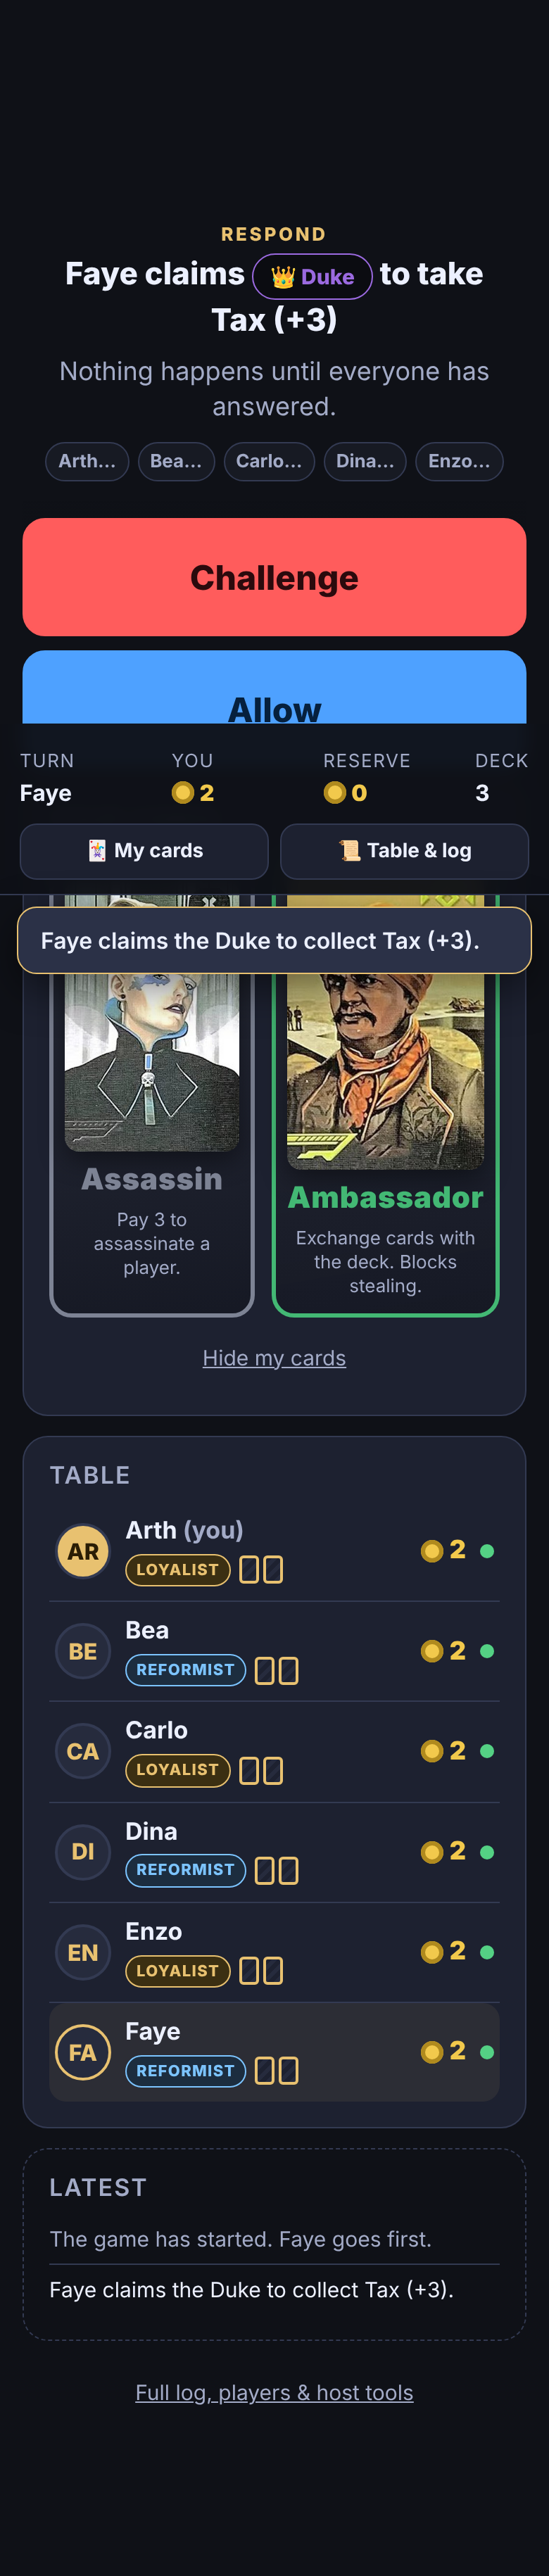 RESPOND
Faye claims 👑 Duke to take
Tax (+3)
Nothing happens until everyone has
answered.
Arth… Bea… Carlo… Dina… Enzo…
Challenge
Allow
TURN YOU RESERVE DECK
Faye 2 0 3
🃏 My cards 📜 Table & log
Faye claims the Duke to collect Tax (+3).
Assassin
Pay 3 to
assassinate a
player.
Ambassador
Exchange cards with
the deck. Blocks
stealing.
Hide my cards
TABLE
AR Arth (you)
LOYALIST
2
BE Bea
REFORMIST
2
CA Carlo
LOYALIST
2
DI Dina
REFORMIST
2
EN Enzo
LOYALIST
2
FA Faye
REFORMIST
2
LATEST
The game has started. Faye goes first.
Faye claims the Duke to collect Tax (+3).
Full log, players & host tools